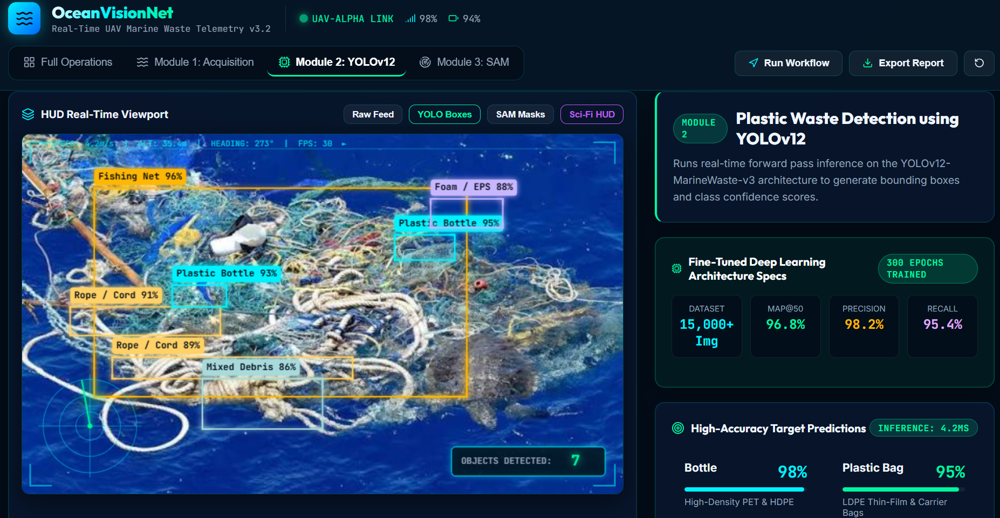 OceanVisionNet
Real-Time UAV Marine Waste Telemetry v3.2
UAV-ALPHA LINK 98% 94%
Full Operations
Module 1: Acquisition
Module 2: YOLOv12
Module 3: SAM
Run Workflow
Export Report
HUD Real-Time Viewport
Raw Feed
YOLO Boxes
SAM Masks
Sci-Fi HUD
SPEED: 4.2m/s | ALT: 35.4m | HEADING: 273° | FPS: 30 ►
Fishing Net 96%
Foam / EPS 88%
Plastic Bottle 95%
Plastic Bottle 93%
Rope / Cord 91%
Rope / Cord 89%
Mixed Debris 86%
OBJECTS DETECTED: 7
MODULE
2
Plastic Waste Detection using
YOLOv12
Runs real-time forward pass inference on the YOLOv12-
MarineWaste-v3 architecture to generate bounding boxes
and class confidence scores.
Fine-Tuned Deep Learning
Architecture Specs
300 EPOCHS
TRAINED
DATASET
15,000+
Img
MAP@50
96.8%
PRECISION
98.2%
RECALL
95.4%
High-Accuracy Target Predictions
INFERENCE: 4.2MS
Bottle
98%
High-Density PET & HDPE
Plastic Bag
95%
LDPE Thin-Film & Carrier
Bags